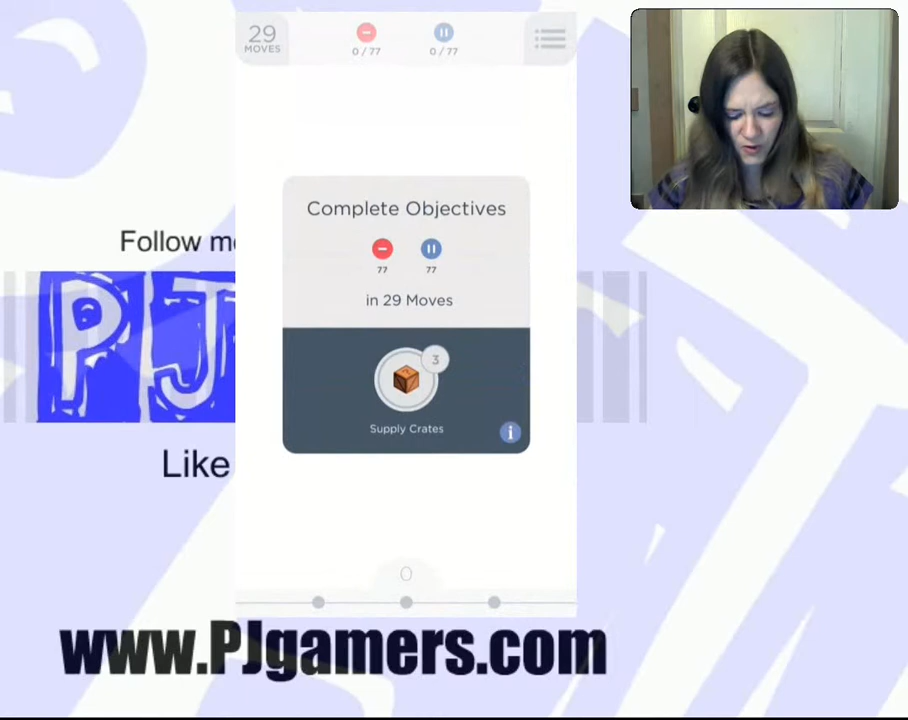 29
MOVES
0 / 77
0 / 77
Follow m
Complete Objectives
77
77
in 29 Moves
PJ
3
Supply Crates
i
Like
0
www.PJgamers.com